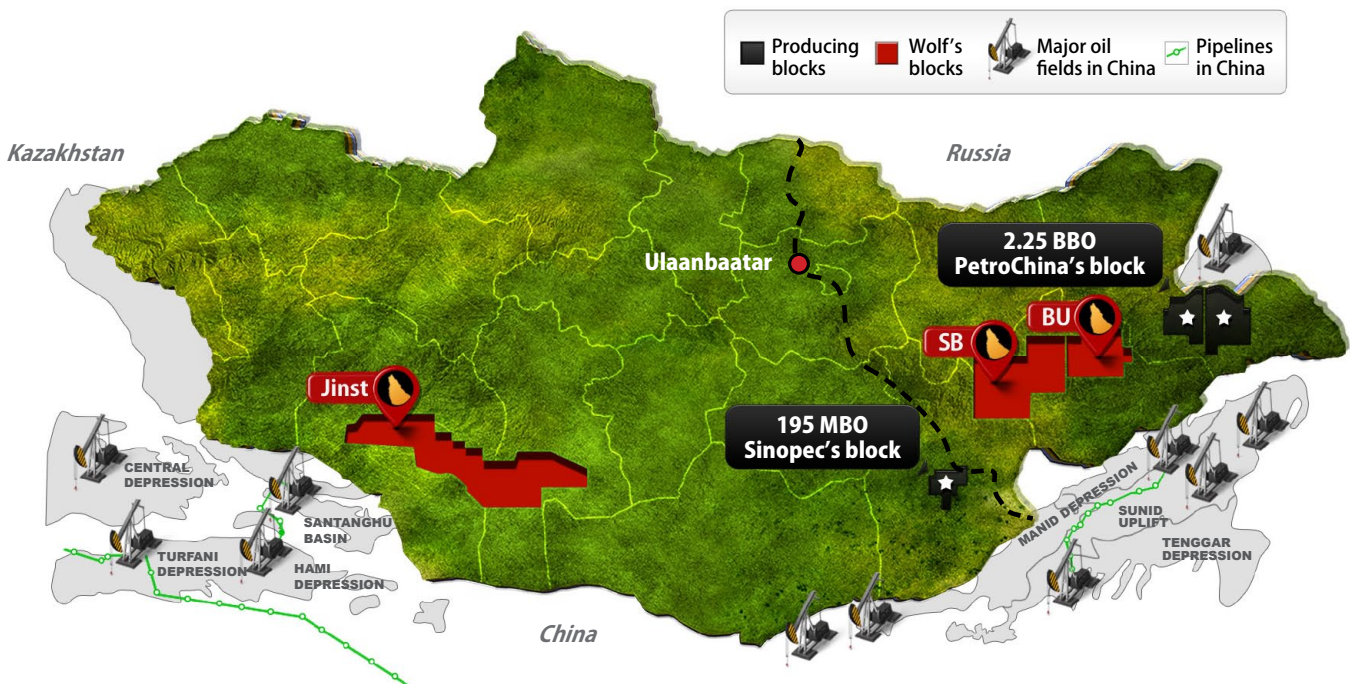 Producing
blocks
Wolf's
blocks
Major oil
fields in China
Pipelines
in China
Kazakhstan
Russia
2.25 BBO
PetroChina's block
Ulaanbaatar
BU
SB
Jinst
195 MBO
Sinopec's block
CENTRAL
DEPRESSION
SANTANGHU
BASIN
TURFANI
DEPRESSION
HAMI
DEPRESSION
MANID DEPRESSION
SUNID
UPLIFT
TENGGAR
DEPRESSION
China